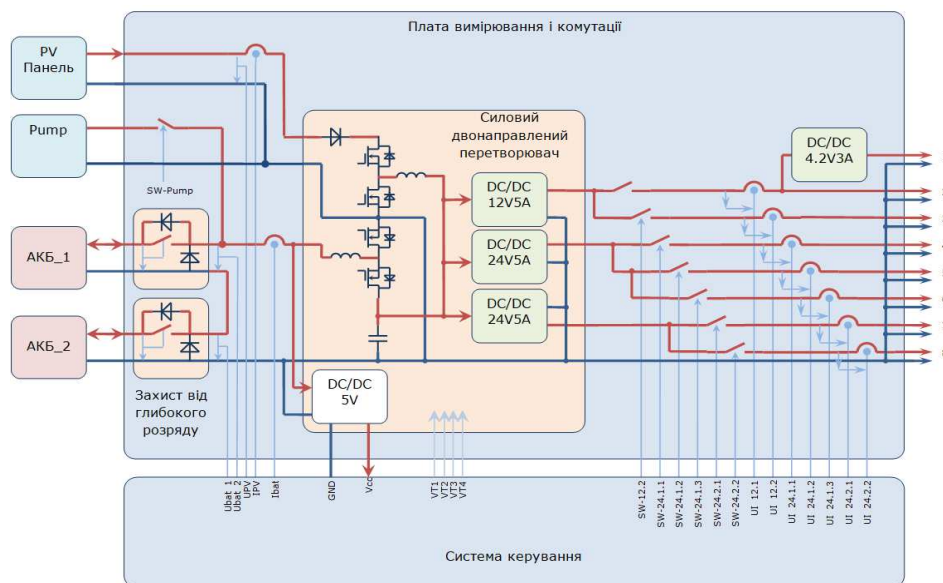 Плата вимірювання і комутації
PV
Панель
Pump
SW-Pump
АКБ_1
АКБ_2
Захист від
глибокого
розряду
Силовий
двонаправлений
перетворювач
DC/DC
12V5A
DC/DC
24V5A
DC/DC
24V5A
DC/DC
5V
DC/DC
4.2V3A
Ubat_1
Ubat_2
UPV
IPV
Ibat
GND
Vcc
VT1
VT2
VT3
VT4
SW-12.2
SW-24.1.1
SW-24.1.2
SW-24.1.3
SW-24.2.1
SW-24.2.2
UI 12.1
UI 12.2
UI 24.1.1
UI 24.1.2
UI 24.1.3
UI 24.2.1
UI 24.2.2
Система керування